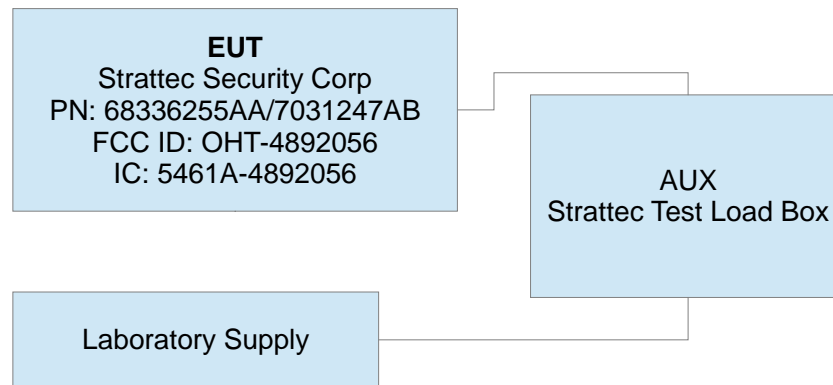 EUT
Strattec Security Corp
PN: 68336255AA/7031247AB
FCC ID: OHT-4892056
IC: 5461A-4892056
AUX
Strattec Test Load Box
Laboratory Supply